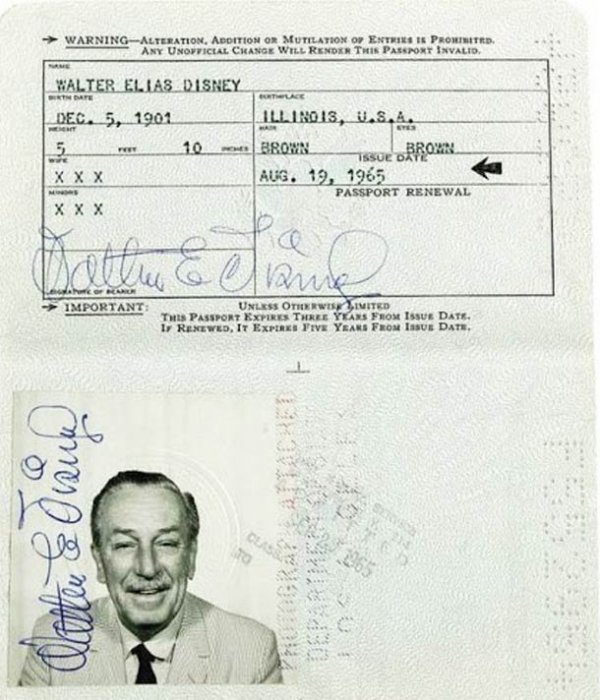 WARNING—Alteration, Addition or Mutilation of Entries is Prohibited.
Any Unofficial Change Will Render This Passport Invalid.
NAME
WALTER ELIAS DISNEY
BIRTH DATE BIRTHPLACE
DEC. 5, 1901 ILLINOIS, U.S.A.
HEIGHT HAIR EYES
5 FEET 10 INCHES BROWN BROWN
WIFE ISSUE DATE
X X X AUG. 19, 1965
MINORS PASSPORT RENEWAL
X X X
Walter E Disney
SIGNATURE OF BEARER
IMPORTANT: Unless Otherwise Limited
This Passport Expires Three Years From Issue Date.
If Renewed, It Expires Five Years From Issue Date.
Walter E Disney
PHOTOGRAPH ATTACHED
DEPARTMENT OF
1965